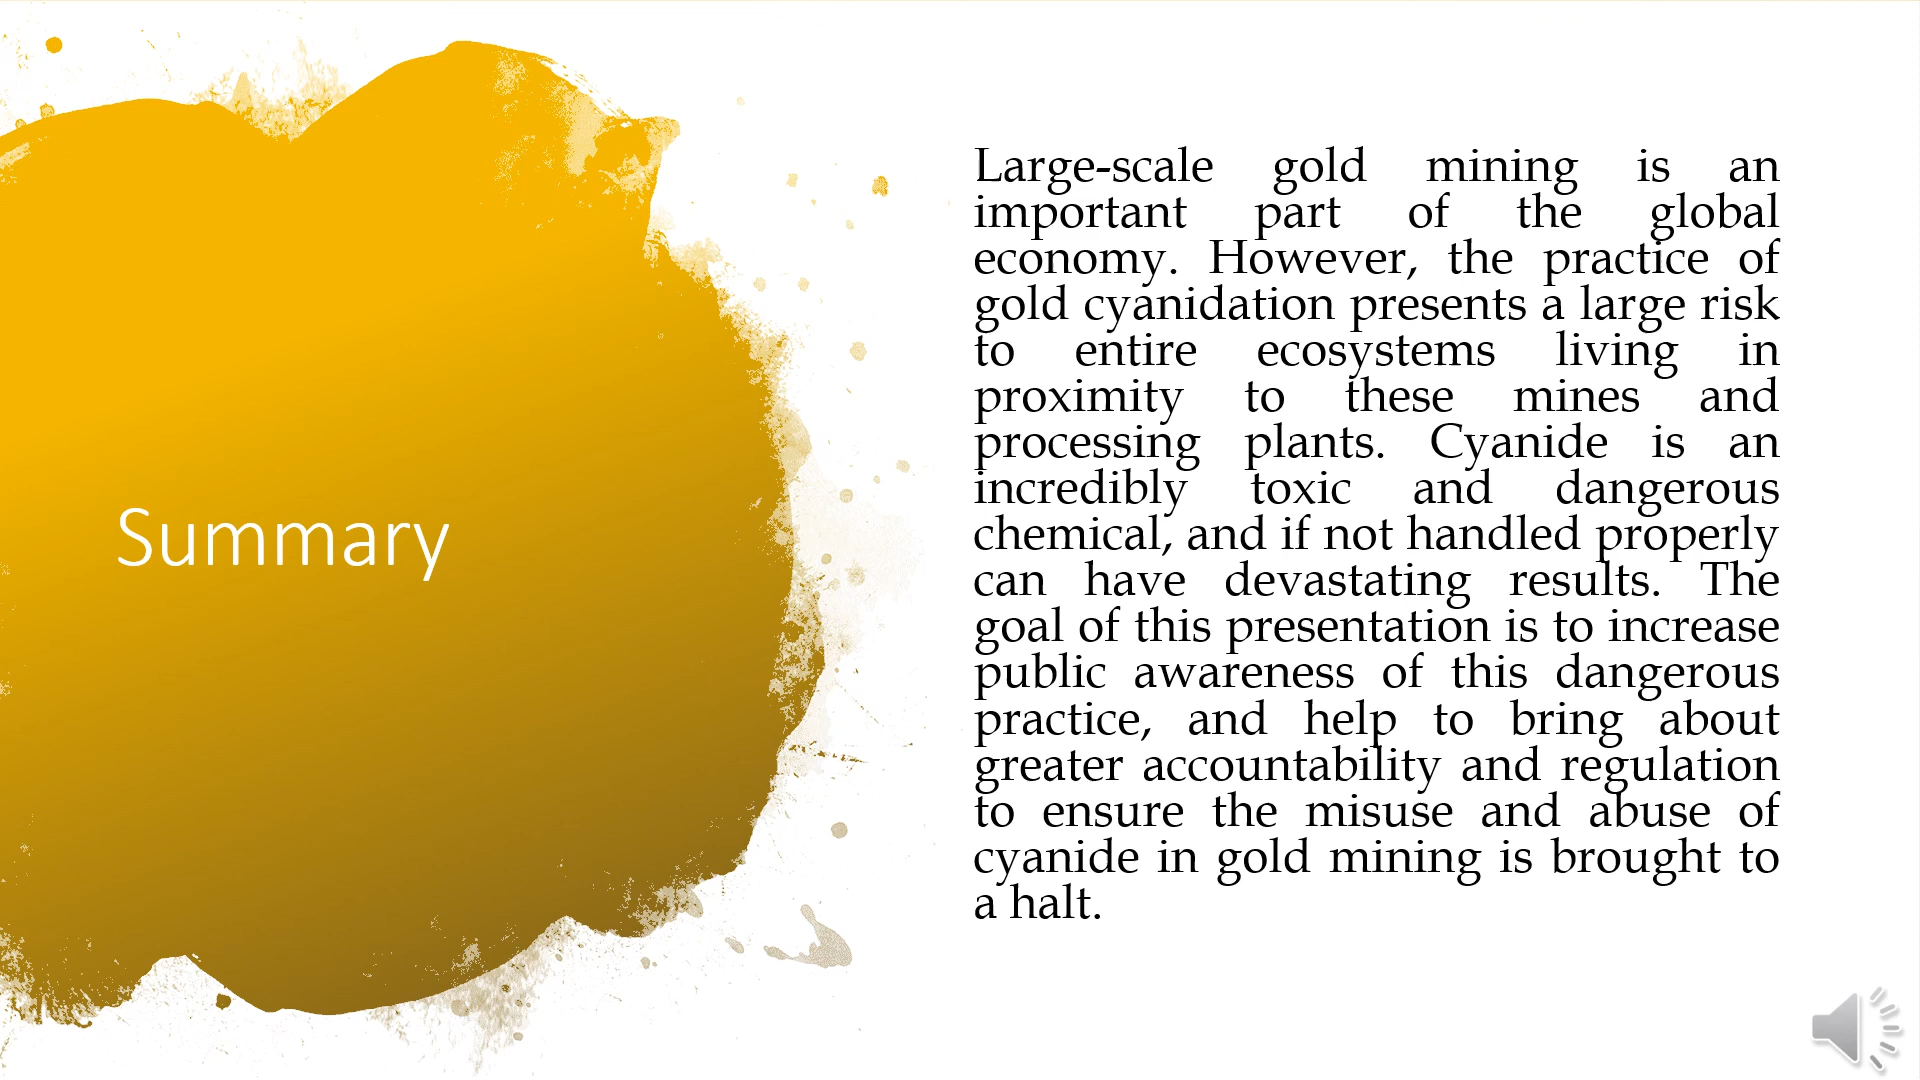 Summary
Large-scale gold mining is an
important part of the global
economy. However, the practice of
gold cyanidation presents a large risk
to entire ecosystems living in
proximity to these mines and
processing plants. Cyanide is an
incredibly toxic and dangerous
chemical, and if not handled properly
can have devastating results. The
goal of this presentation is to increase
public awareness of this dangerous
practice, and help to bring about
greater accountability and regulation
to ensure the misuse and abuse of
cyanide in gold mining is brought to
a halt.